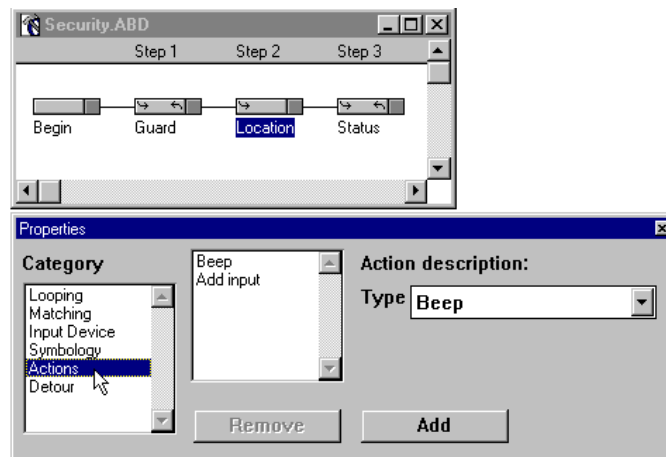 Security.ABD
Step 1 Step 2 Step 3
Begin Guard Location Status
Properties
Category
Looping
Matching
Input Device
Symbology
Actions
Detour
Beep
Add input
Remove
Action description:
Type Beep
Add